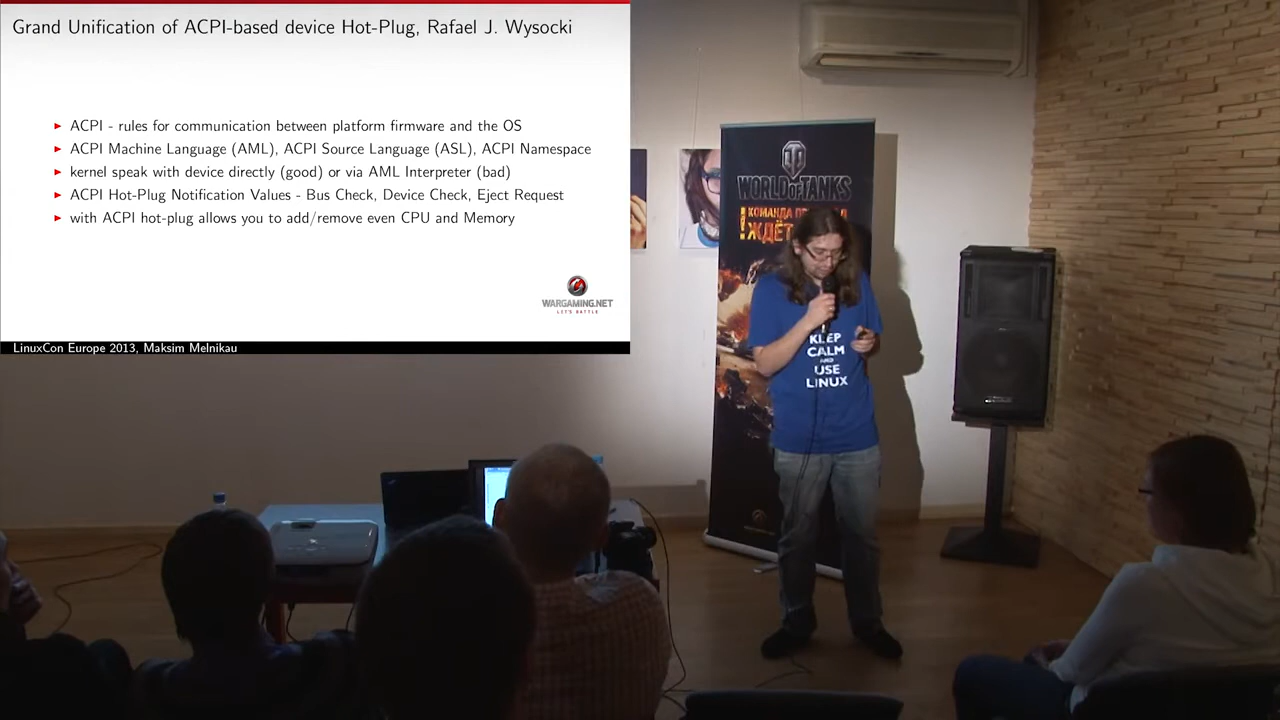 Grand Unification of ACPI-based device Hot-Plug, Rafael J. Wysocki
ACPI - rules for communication between platform firmware and the OS
ACPI Machine Language (AML), ACPI Source Language (ASL), ACPI Namespace
kernel speak with device directly (good) or via AML Interpreter (bad)
ACPI Hot-Plug Notification Values - Bus Check, Device Check, Eject Request
with ACPI hot-plug allows you to add/remove even CPU and Memory
WARGAMING.NET
LET'S BATTLE
LinuxCon Europe 2013, Maksim Melnikau
WORLD OF TANKS
КОМАНДА
ЖДЁТ
KEEP
CALM
AND
USE
LINUX